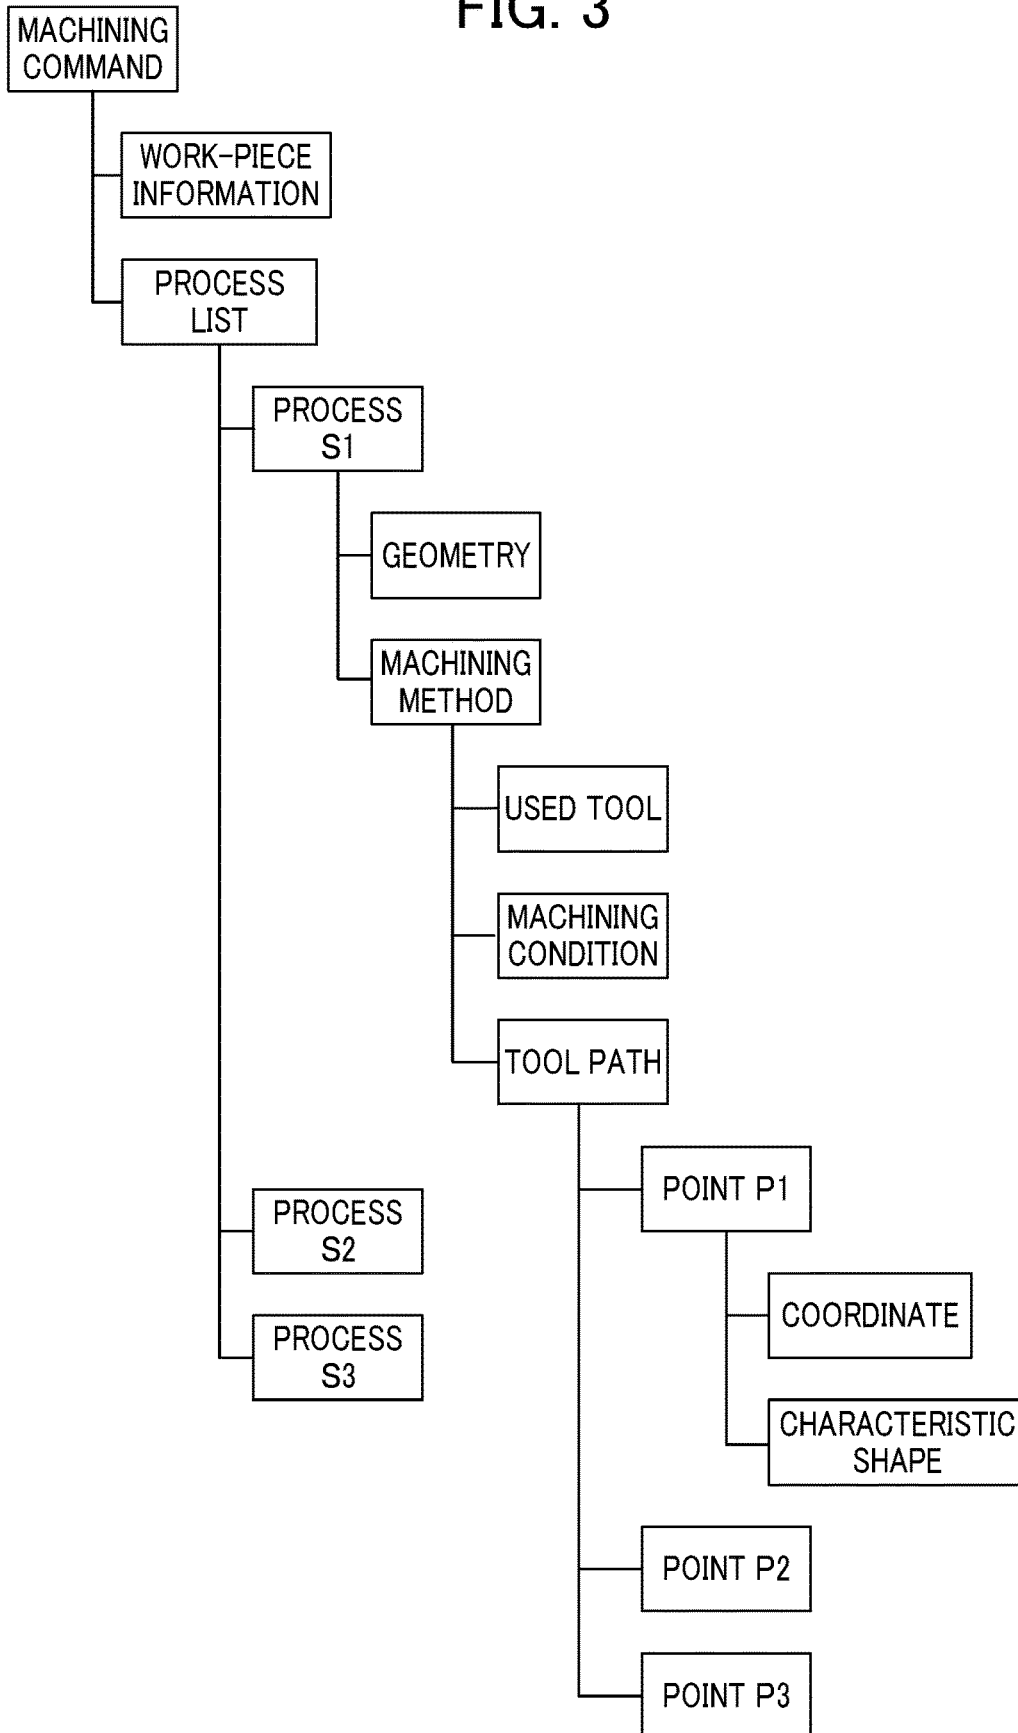 FIG. 3
MACHINING
COMMAND
WORK-PIECE
INFORMATION
PROCESS
LIST
PROCESS
S1
GEOMETRY
MACHINING
METHOD
USED TOOL
MACHINING
CONDITION
TOOL PATH
POINT P1
PROCESS
S2
COORDINATE
PROCESS
S3
CHARACTERISTIC
SHAPE
POINT P2
POINT P3